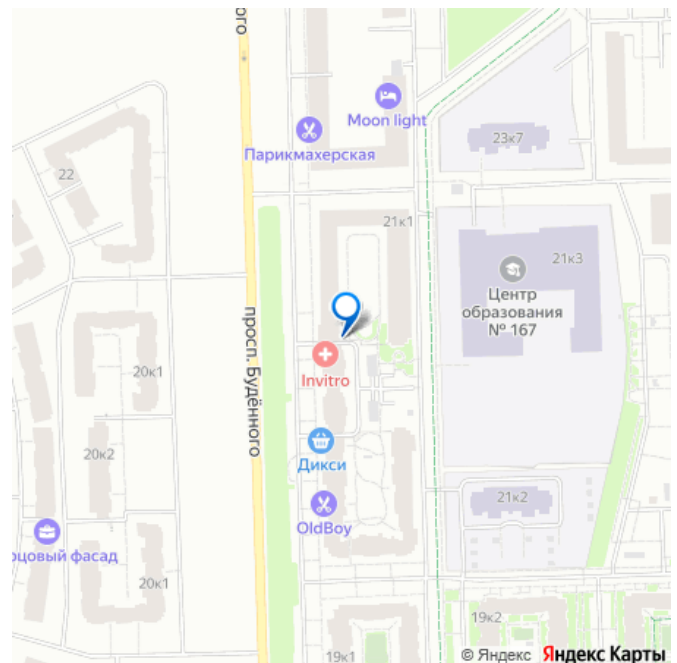 ого
Moon light
Парикмахерская
23к7
22
21к1
21к3
Центр
образования
№ 167
просп. Будённого
Invitro
20к1
20к2
Дикси
21к2
OldBoy
рцовый фасад
20к1
19к2
19к1
© Яндекс Яндекс Карты